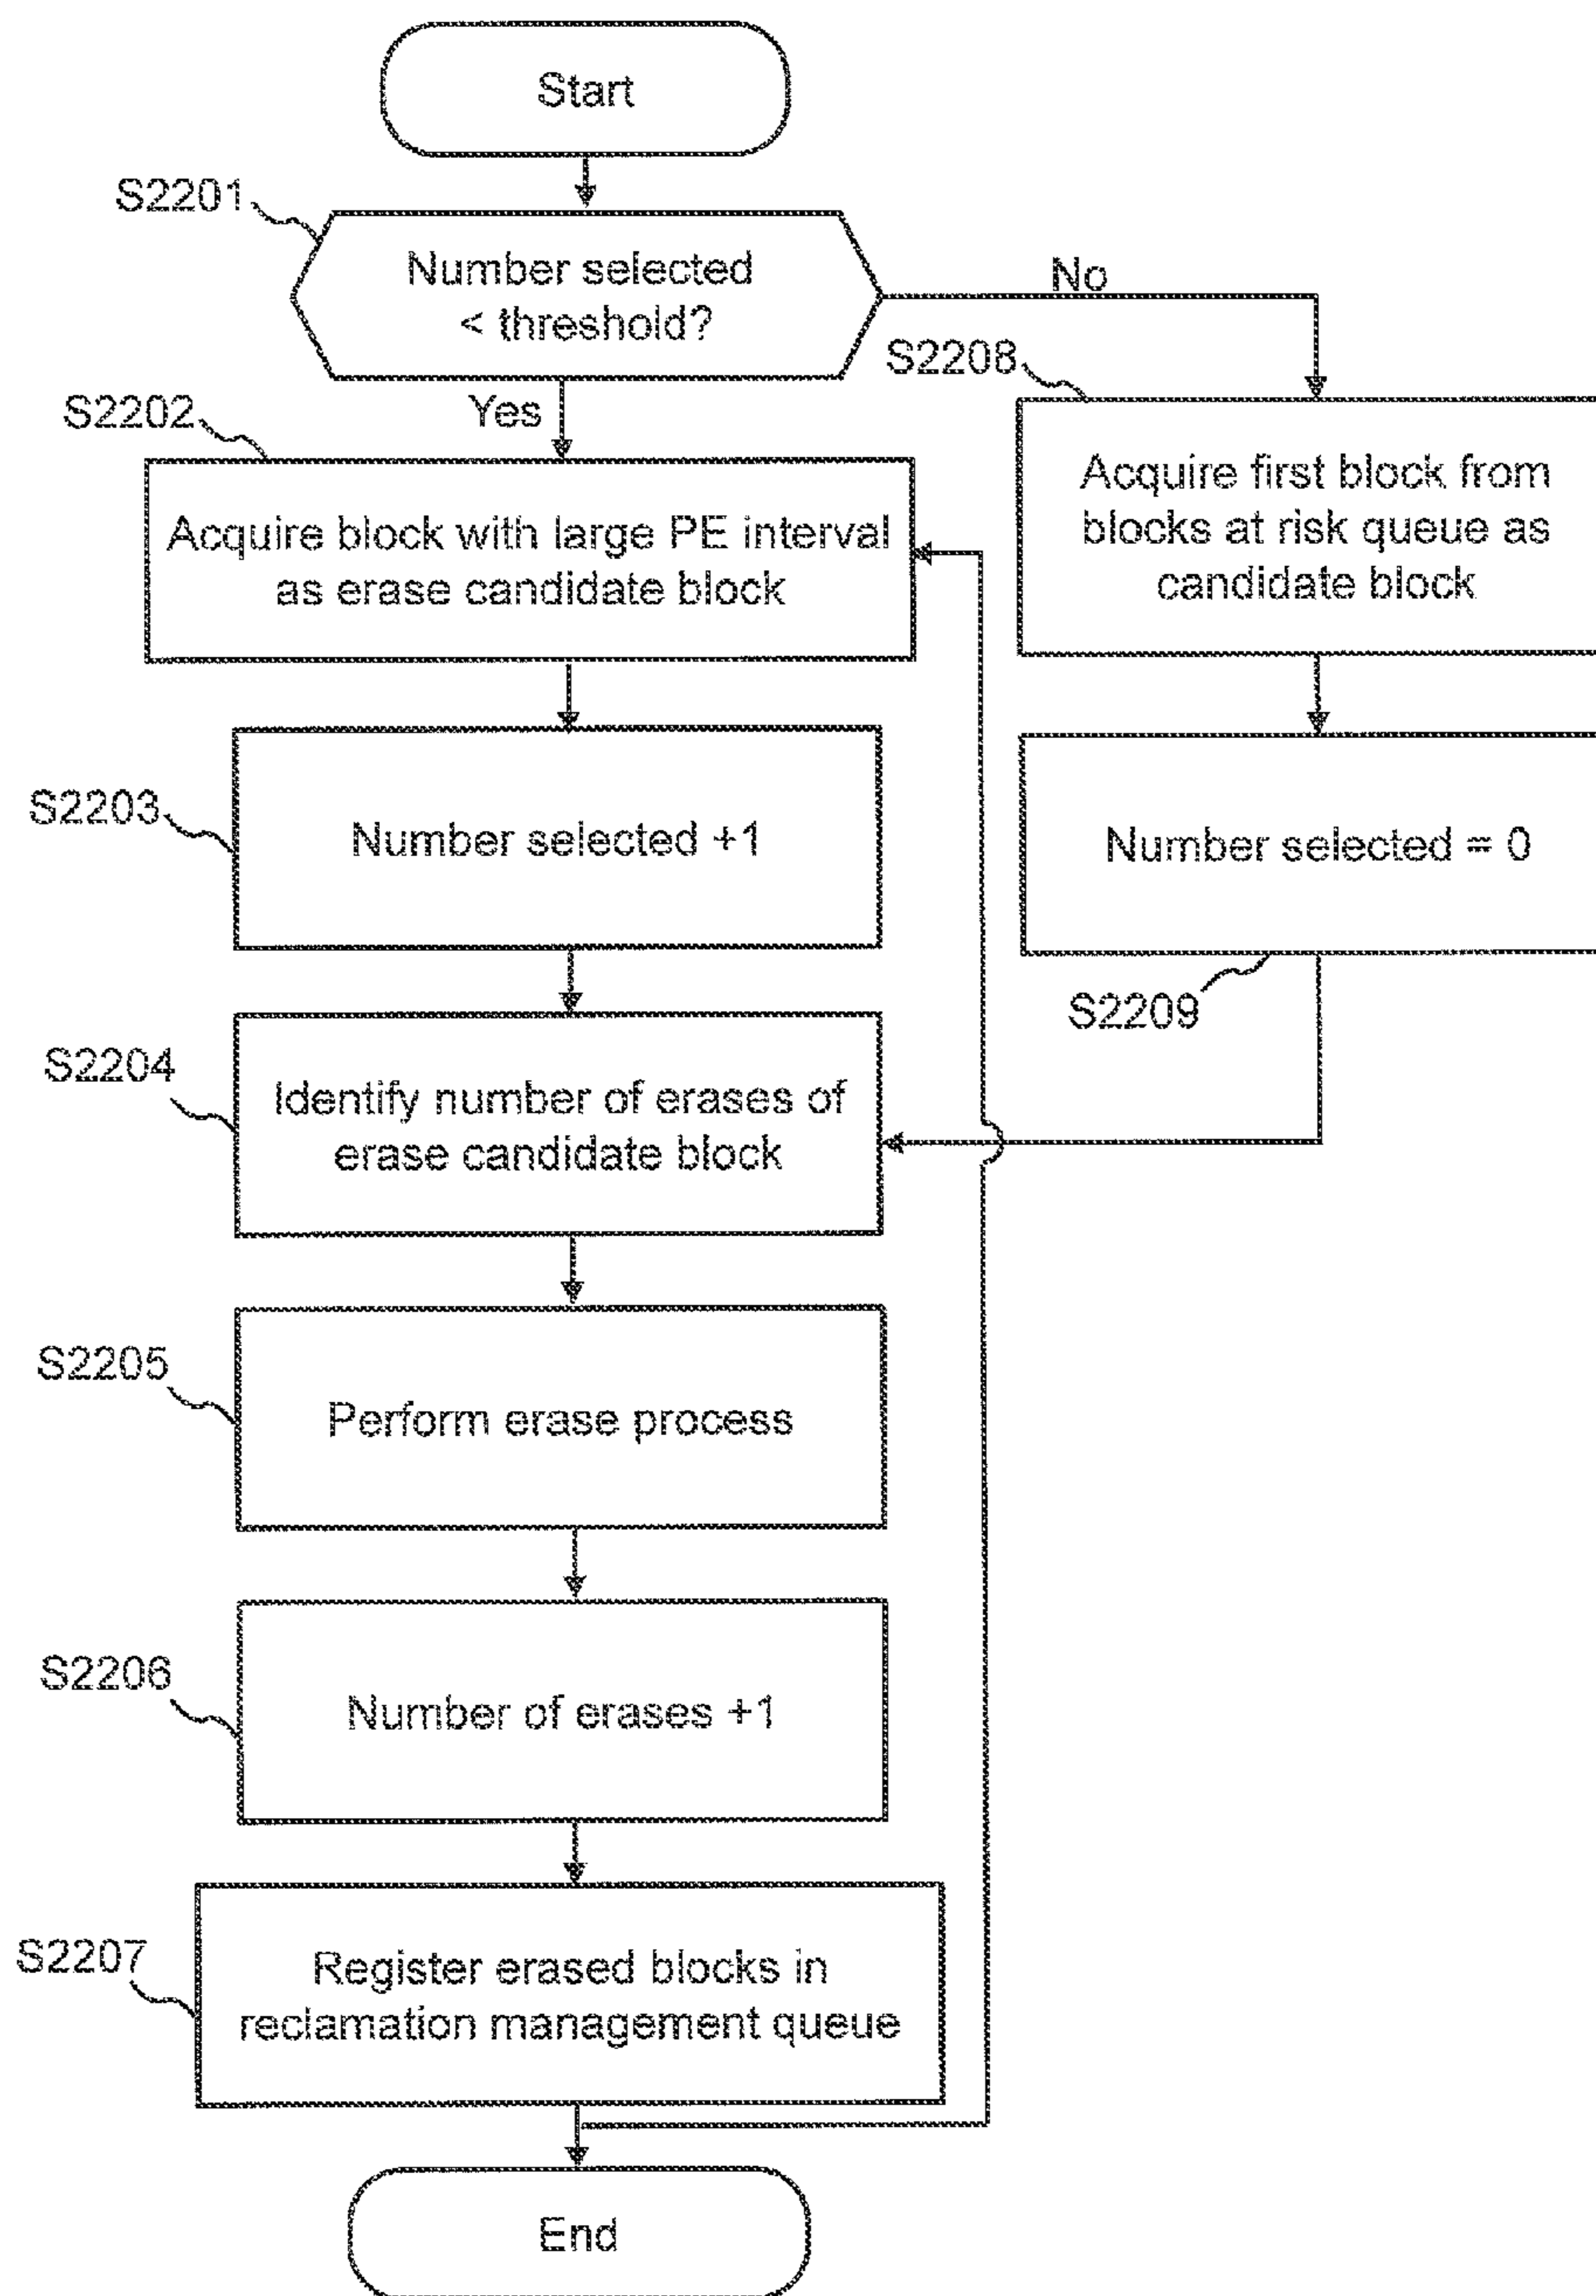 Start
S2201
Number selected
< threshold?
No
S2208
Yes
S2202
Acquire block with large PE interval
as erase candidate block
Acquire first block from
blocks at risk queue as
candidate block
S2203
Number selected +1
Number selected = 0
S2209
S2204
Identify number of erases of
erase candidate block
S2205
Perform erase process
S2206
Number of erases +1
S2207
Register erased blocks in
reclamation management queue
End